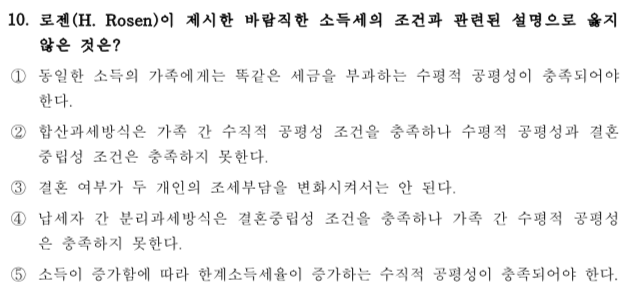 10. 로젠(H. Rosen)이 제시한 바람직한 소득세의 조건과 관련된 설명으로 옳지
않은 것은?
① 동일한 소득의 가족에게는 똑같은 세금을 부과하는 수평적 공평성이 충족되어야
한다.
② 합산과세방식은 가족 간 수직적 공평성 조건을 충족하나 수평적 공평성과 결혼
중립성 조건은 충족하지 못한다.
③ 결혼 여부가 두 개인의 조세부담을 변화시켜서는 안 된다.
④ 납세자 간 분리과세방식은 결혼중립성 조건을 충족하나 가족 간 수평적 공평성
은 충족하지 못한다.
⑤ 소득이 증가함에 따라 한계소득세율이 증가하는 수직적 공평성이 충족되어야 한다.